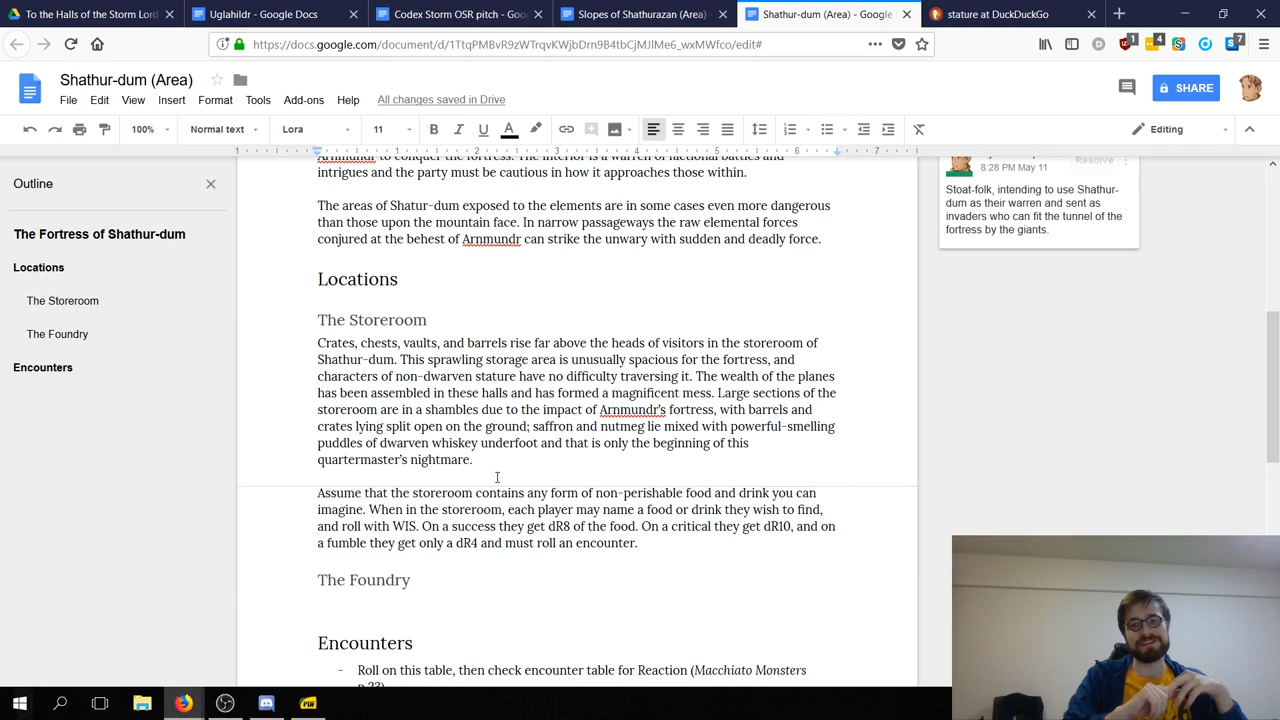 To the Halls of the Storm Lord
Uglahildr - Google Docs
Codex Storm OSR pitch - Goo
Slopes of Shathurazan (Area) -
Shathur-dum (Area) - Google
stature at DuckDuckGo
https://docs.google.com/document/d/1TtqPMBvR9zWTrqvKWjbDrn9B4tbCjMJlMe6_wxMWfco/edit#
1
4
7
Shathur-dum (Area)
SHARE
File Edit View Insert Format Tools Add-ons Help All changes saved in Drive
100% Normal text Lora 11 Editing
1 1 2 3 4 5 6 7
Outline
The Fortress of Shathur-dum
Locations
The Storeroom
The Foundry
Encounters
Arnmundr to conquer the fortress. The interior is a warren of factional battles and
intrigues and the party must be cautious in how it approaches those within.
The areas of Shatur-dum exposed to the elements are in some cases even more dangerous
than those upon the mountain face. In narrow passageways the raw elemental forces
conjured at the behest of Arnmundr can strike the unwary with sudden and deadly force.
Locations
The Storeroom
Crates, chests, vaults, and barrels rise far above the heads of visitors in the storeroom of
Shathur-dum. This sprawling storage area is unusually spacious for the fortress, and
characters of non-dwarven stature have no difficulty traversing it. The wealth of the planes
has been assembled in these halls and has formed a magnificent mess. Large sections of the
storeroom are in a shambles due to the impact of Arnmundr's fortress, with barrels and
crates lying split open on the ground; saffron and nutmeg lie mixed with powerful-smelling
puddles of dwarven whiskey underfoot and that is only the beginning of this
quartermaster's nightmare.
Assume that the storeroom contains any form of non-perishable food and drink you can
imagine. When in the storeroom, each player may name a food or drink they wish to find,
and roll with WIS. On a success they get dR8 of the food. On a critical they get dR10, and on
a fumble they get only a dR4 and must roll an encounter.
The Foundry
Encounters
- Roll on this table, then check encounter table for Reaction (Macchiato Monsters
p.23)
8:28 PM May 11
Resolve
Stoat-folk, intending to use Shathur-
dum as their warren and sent as
invaders who can fit the tunnel of the
fortress by the giants.